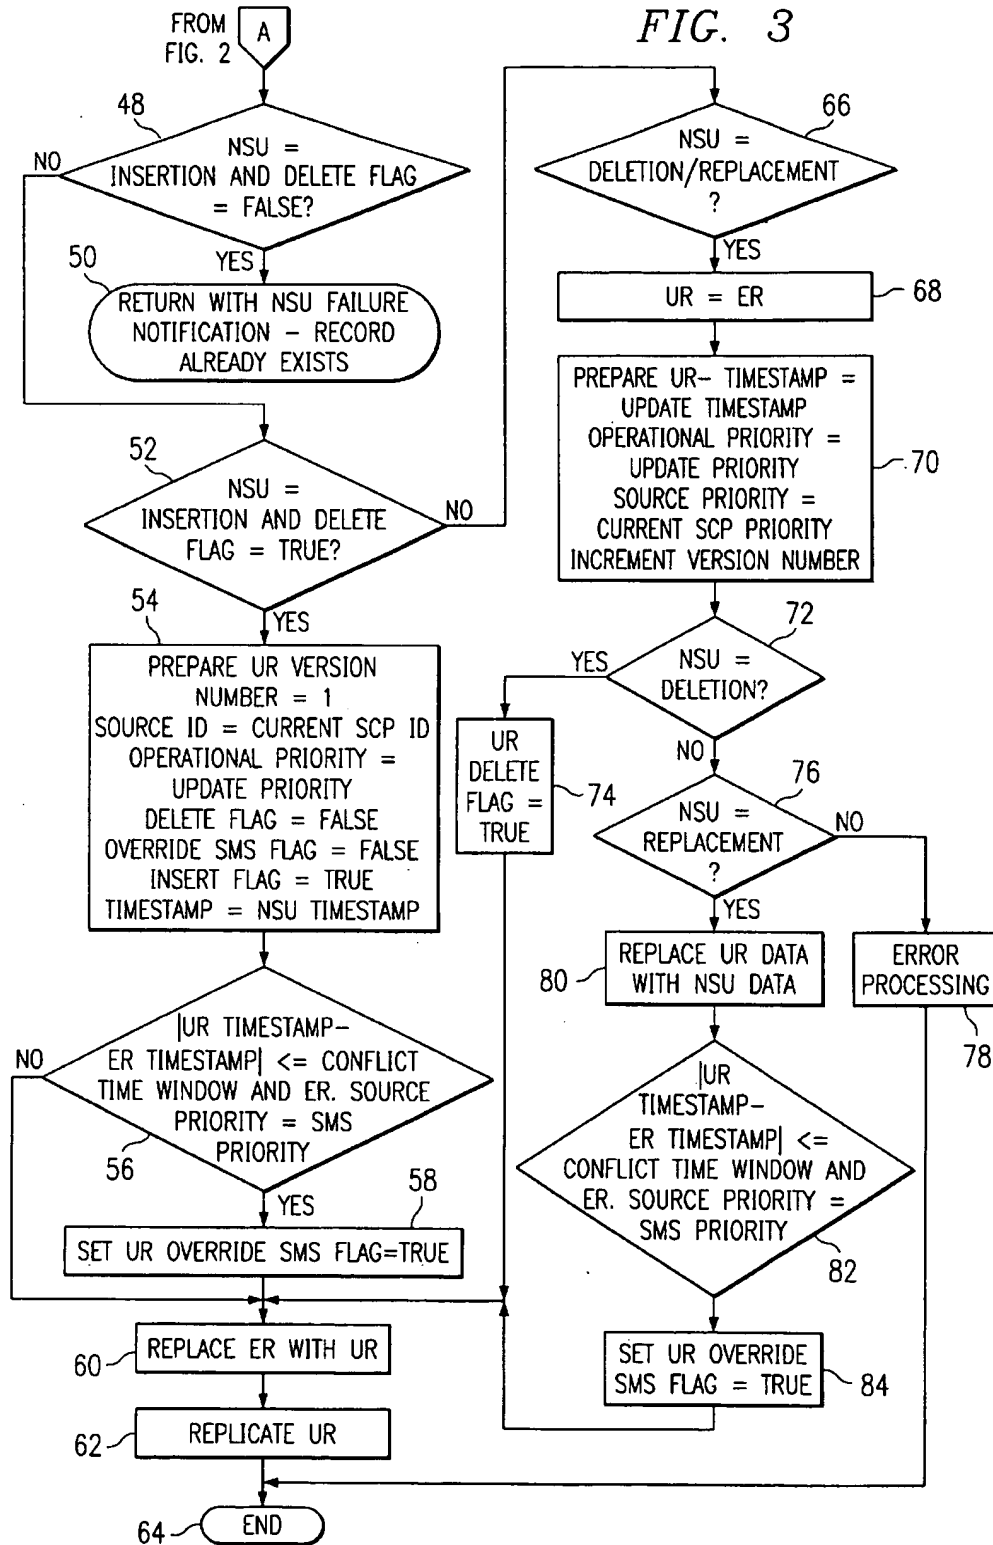 FROM
FIG. 2
A
FIG. 3
48
NSU =
INSERTION AND DELETE FLAG
= FALSE?
NO
YES
50
RETURN WITH NSU FAILURE
NOTIFICATION – RECORD
ALREADY EXISTS
52
NSU =
INSERTION AND DELETE
FLAG = TRUE?
NO
YES
54
PREPARE UR VERSION
NUMBER = 1
SOURCE ID = CURRENT SCP ID
OPERATIONAL PRIORITY =
UPDATE PRIORITY
DELETE FLAG = FALSE
OVERRIDE SMS FLAG = FALSE
INSERT FLAG = TRUE
TIMESTAMP = NSU TIMESTAMP
|UR TIMESTAMP–
ER TIMESTAMP| <= CONFLICT
TIME WINDOW AND ER. SOURCE
PRIORITY = SMS
PRIORITY
NO
56
YES
58
SET UR OVERRIDE SMS FLAG=TRUE
60
REPLACE ER WITH UR
62
REPLICATE UR
64
END
66
NSU =
DELETION/REPLACEMENT
?
YES
UR = ER
68
PREPARE UR– TIMESTAMP =
UPDATE TIMESTAMP
OPERATIONAL PRIORITY =
UPDATE PRIORITY
SOURCE PRIORITY =
CURRENT SCP PRIORITY
INCREMENT VERSION NUMBER
70
72
NSU =
DELETION?
YES
NO
UR
DELETE
FLAG =
TRUE
74
76
NSU =
REPLACEMENT
?
NO
YES
80
REPLACE UR DATA
WITH NSU DATA
ERROR
PROCESSING
78
|UR
TIMESTAMP–
ER TIMESTAMP| <=
CONFLICT TIME WINDOW AND
ER. SOURCE PRIORITY =
SMS PRIORITY
82
SET UR OVERRIDE
SMS FLAG = TRUE
84